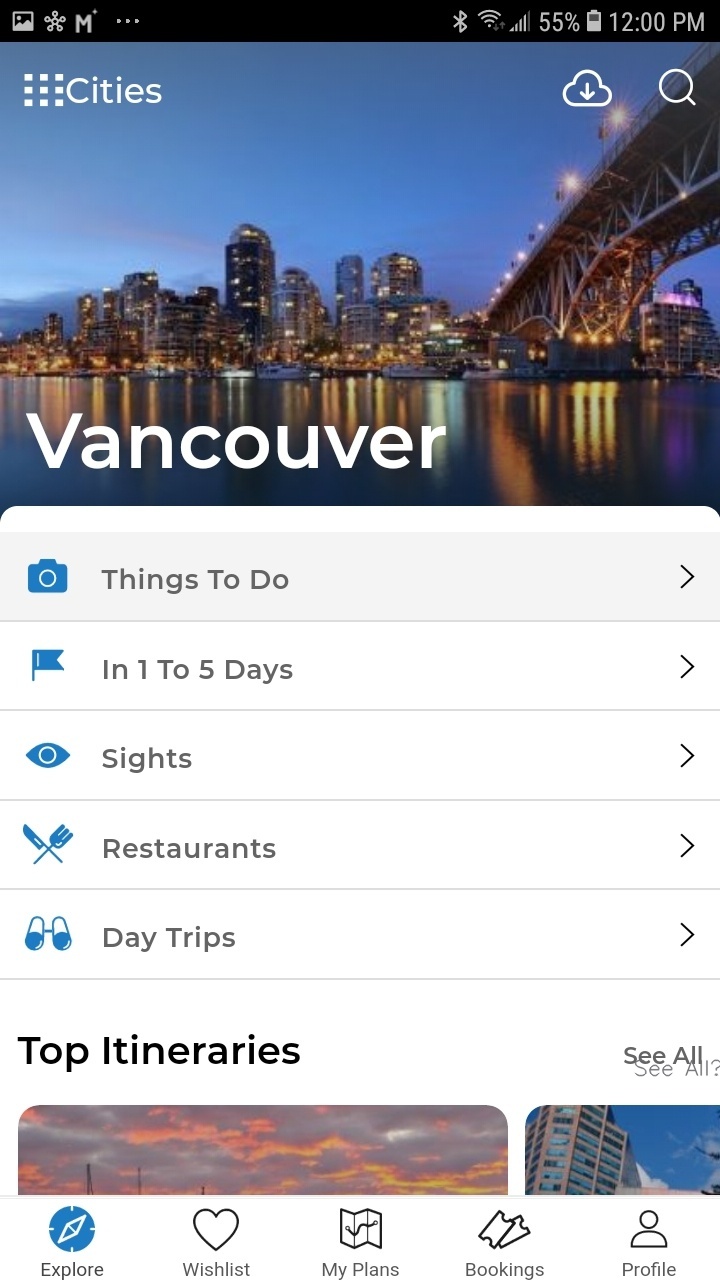 55% 12:00 PM
Cities
Vancouver
Things To Do
In 1 To 5 Days
Sights
Restaurants
Day Trips
Top Itineraries
See All
See All?
Explore
Wishlist
My Plans
Bookings
Profile